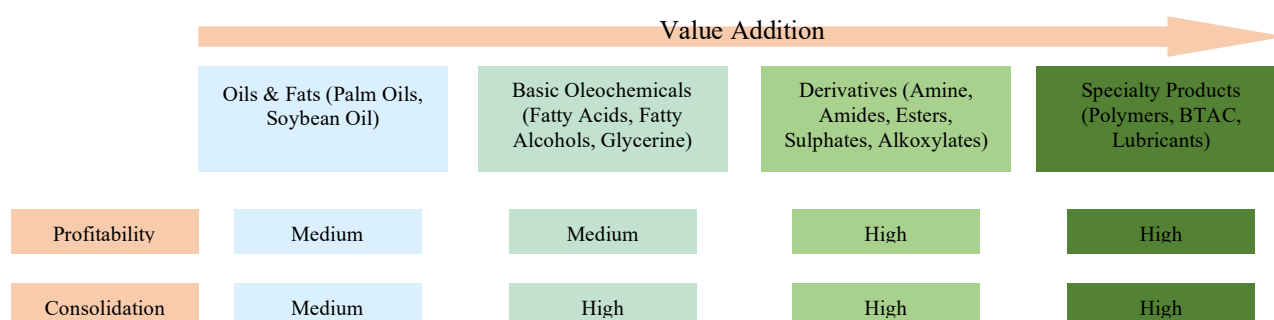 Value Addition
Oils & Fats (Palm Oils,
Soybean Oil)
Basic Oleochemicals
(Fatty Acids, Fatty
Alcohols, Glycerine)
Derivatives (Amine,
Amides, Esters,
Sulphates, Alkoxylates)
Specialty Products
(Polymers, BTAC,
Lubricants)
Profitability
Medium
Medium
High
High
Consolidation
Medium
High
High
High